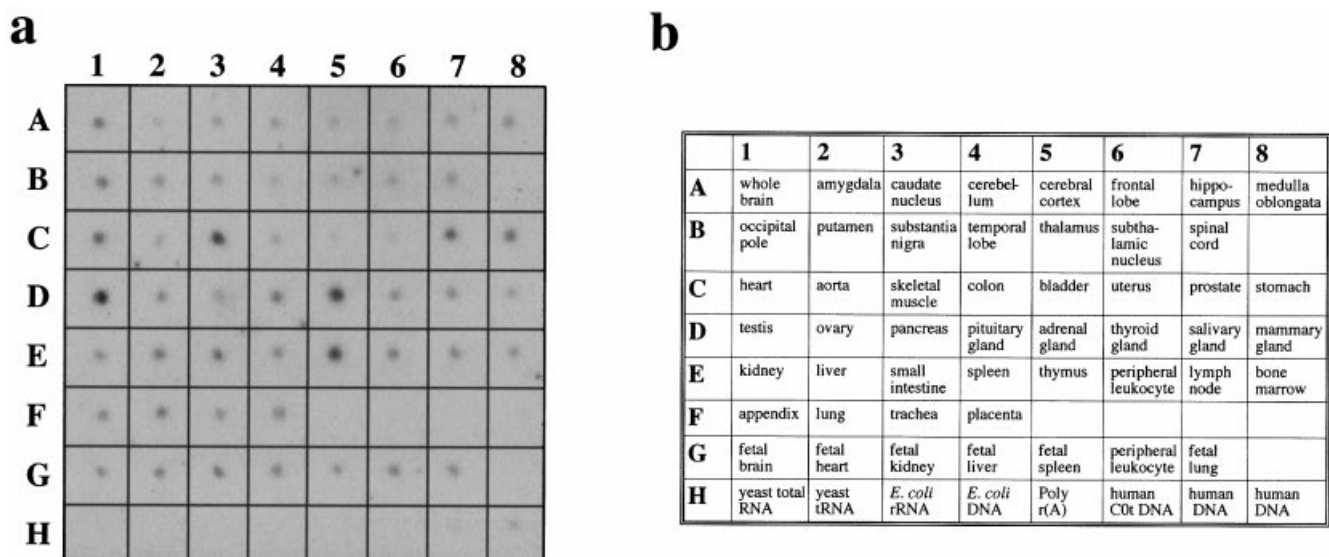 a
1 2 3 4 5 6 7 8
A
B
C
D
E
F
G
H
b
1 2 3 4 5 6 7 8
A whole amygdala caudate cerebel- cerebral frontal hippo- medulla
brain nucleus lum cortex lobe campus oblongata
B occipital putamen substantia temporal thalamus subtha- spinal
pole nigra lobe lamic cord
nucleus
C heart aorta skeletal colon bladder uterus prostate stomach
muscle
D testis ovary pancreas pituitary adrenal thyroid salivary mammary
gland gland gland gland gland
E kidney liver small spleen thymus peripheral lymph bone
intestine leukocyte node marrow
F appendix lung trachea placenta
G fetal fetal fetal fetal fetal peripheral fetal
brain heart kidney liver spleen leukocyte lung
H yeast total yeast E. coli E. coli Poly human human human
RNA tRNA rRNA DNA r(A) C0t DNA DNA DNA